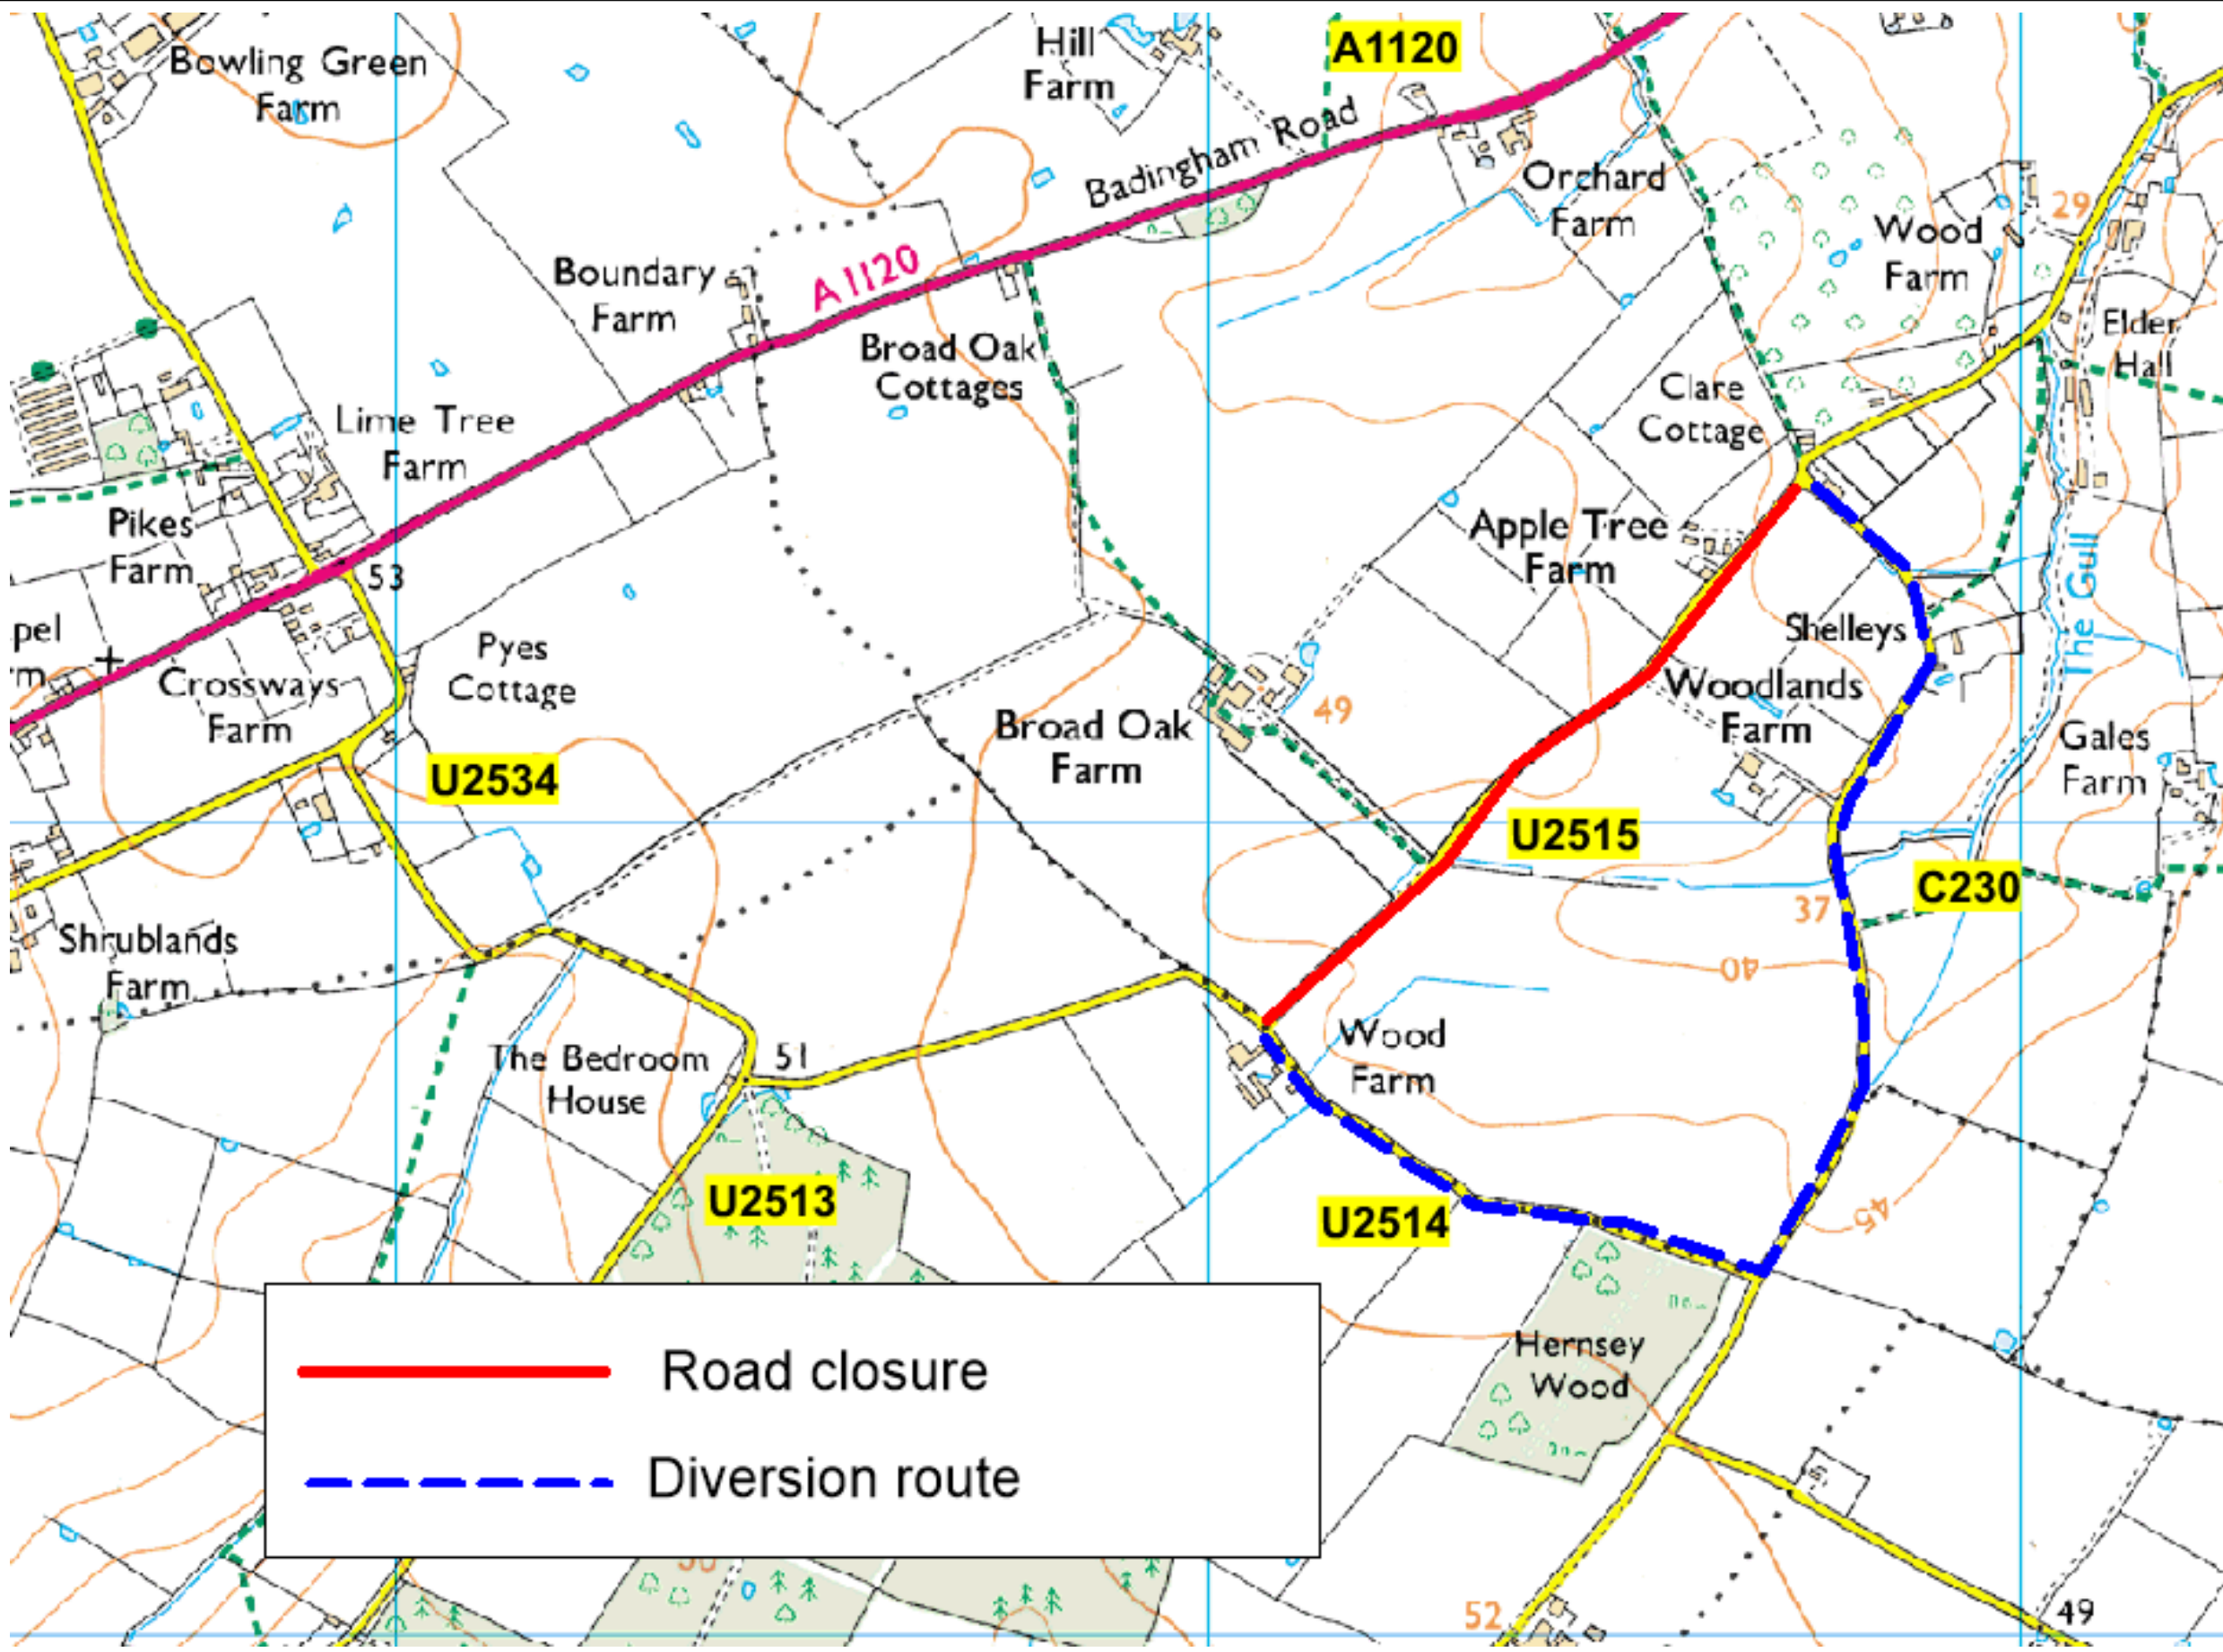 Bowling Green
Farm
Hill
Farm
A1120
Badingham Road
Orchard
Farm
Wood
Farm
29
Boundary
Farm
A1120
Broad Oak
Cottages
Elder
Hall
Clare
Cottage
Lime Tree
Farm
Pikes
Farm
53
Apple Tree
Farm
The Gull
Shelleys
pel
m
Crossways
Farm
Pyes
Cottage
Woodlands
Farm
49
Broad Oak
Farm
Gales
Farm
U2534
U2515
C230
37
40
Shrublands
Farm
The Bedroom
House
51
Wood
Farm
U2513
U2514
45
Hernsey
Wood
Road closure
Diversion route
50
52
49